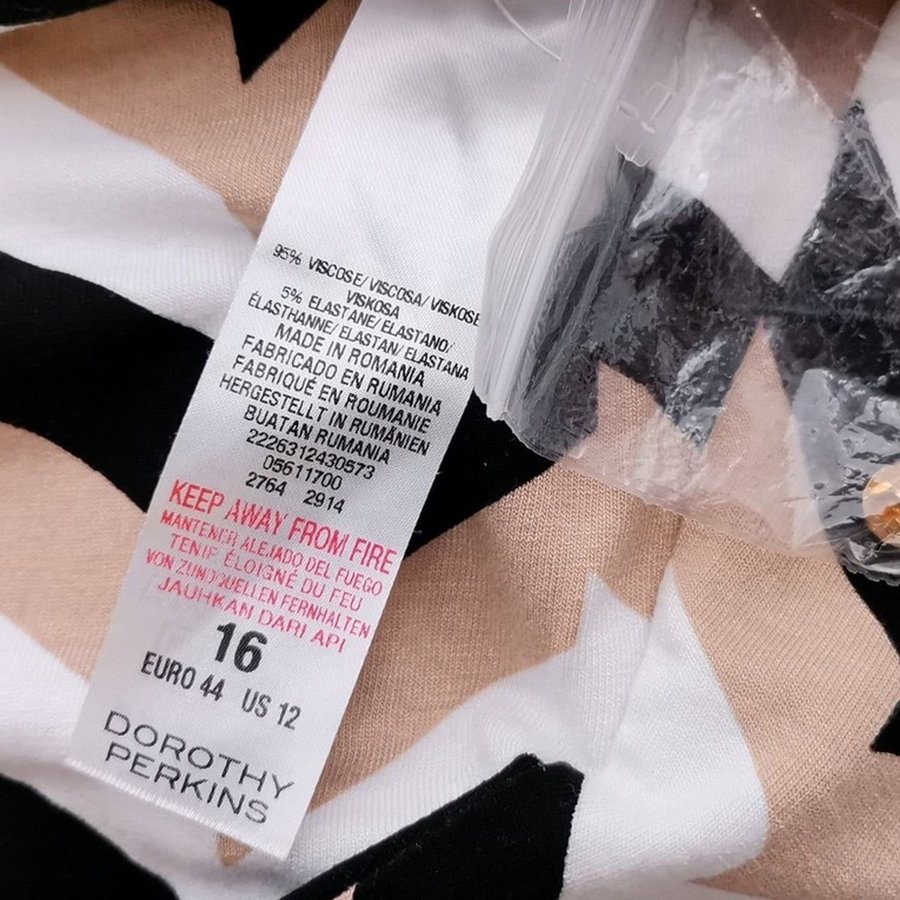 95% VISCOSE/VISCOSA/VISKOSE
VISKOSA
5% ELASTANE/ELASTANO/
ÉLASTHANNE/ELASTAN/ELASTANA
MADE IN ROMANIA
FABRICADO EN RUMANIA
FABRIQUÉ EN ROUMANIE
HERGESTELLT IN RUMÄNIEN
BUATAN RUMANIA
2226312430573
05611700
2764 2914
KEEP AWAY FROM FIRE
MANTENER ALEJADO DEL FUEGO
TENIR ÉLOIGNÉ DU FEU
VON ZUNDQUELLEN FERNHALTEN
JAUHKAN DARI API
16
EURO 44 US 12
DOROTHY
PERKINS